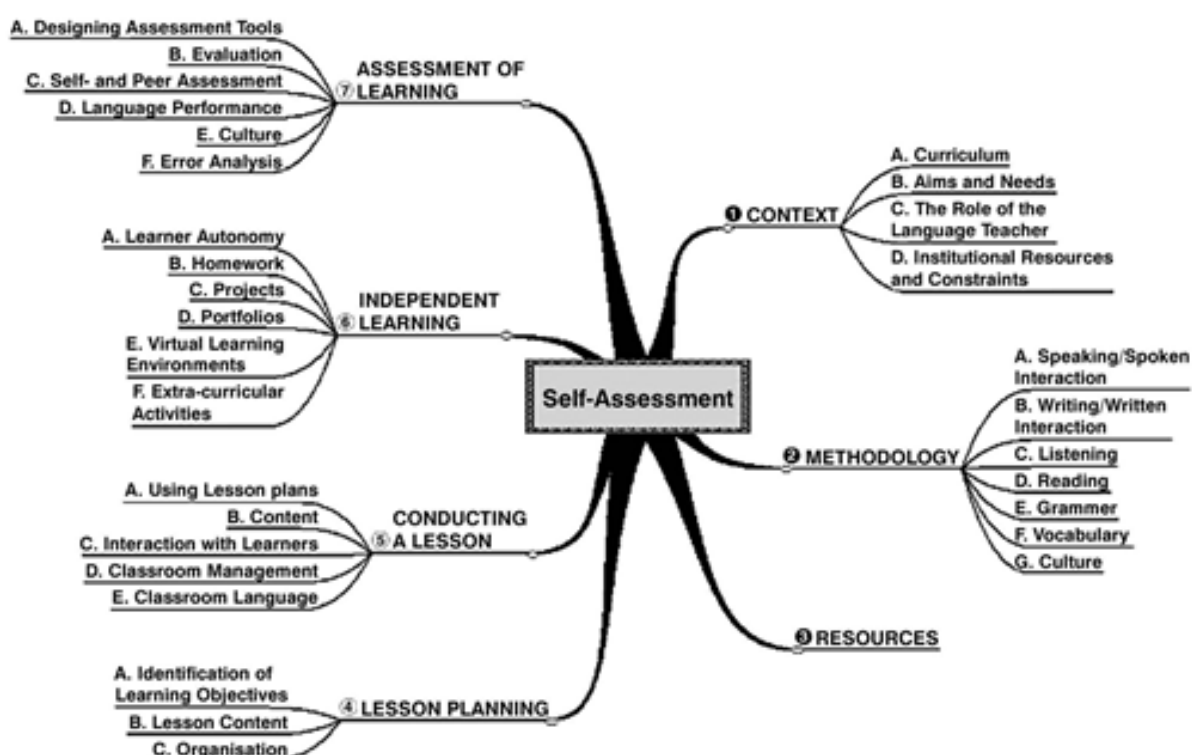 Self-Assessment
❶ CONTEXT
A. Curriculum
B. Aims and Needs
C. The Role of the
Language Teacher
D. Institutional Resources
and Constraints
❷ METHODOLOGY
A. Speaking/Spoken
Interaction
B. Writing/Written
Interaction
C. Listening
D. Reading
E. Grammer
F. Vocabulary
G. Culture
❸ RESOURCES
④ LESSON PLANNING
A. Identification of
Learning Objectives
B. Lesson Content
C. Organisation
CONDUCTING
⑤ A LESSON
A. Using Lesson plans
B. Content
C. Interaction with Learners
D. Classroom Management
E. Classroom Language
INDEPENDENT
⑥ LEARNING
A. Learner Autonomy
B. Homework
C. Projects
D. Portfolios
E. Virtual Learning
Environments
F. Extra-curricular
Activities
ASSESSMENT OF
⑦ LEARNING
A. Designing Assessment Tools
B. Evaluation
C. Self- and Peer Assessment
D. Language Performance
E. Culture
F. Error Analysis